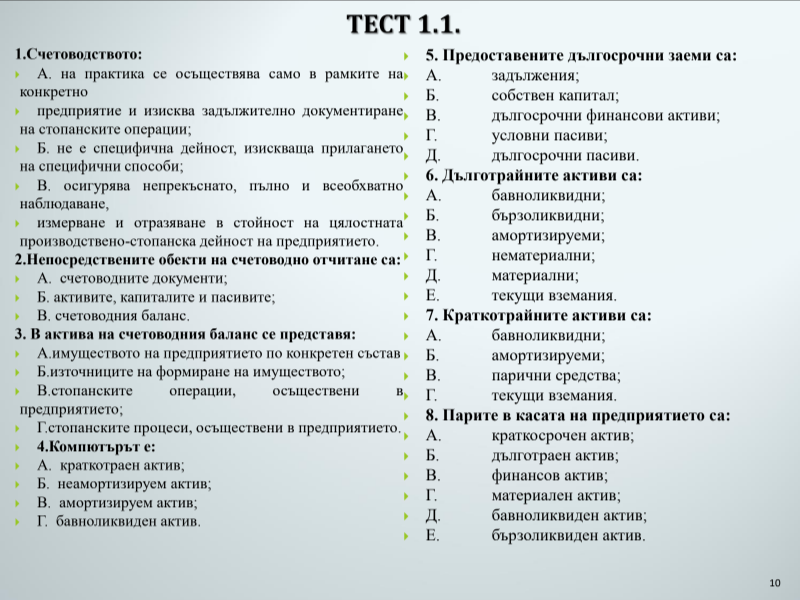 ТЕСТ 1.1.
1.Счетоводството:
А. на практика се осъществява само в рамките на
конкретно
предприятие и изисква задължително документиране
на стопанските операции;
Б. не е специфична дейност, изискваща прилагането
на специфични способи;
В. осигурява непрекъснато, пълно и всеобхватно
наблюдаване,
измерване и отразяване в стойност на цялостната
производствено-стопанска дейност на предприятието.
2.Непосредствените обекти на счетоводно отчитане са:
А. счетоводните документи;
Б. активите, капиталите и пасивите;
В. счетоводния баланс.
3. В актива на счетоводния баланс се представя:
А.имуществото на предприятието по конкретен състав
Б.източниците на формиране на имуществото;
В.стопанските операции, осъществени в
предприятието;
Г.стопанските процеси, осъществени в предприятието.
4.Компютърът е:
А. краткотраен актив;
Б. неамортизируем актив;
В. амортизируем актив;
Г. бавноликвиден актив.
5. Предоставените дългосрочни заеми са:
А. задължения;
Б. собствен капитал;
В. дългосрочни финансови активи;
Г. условни пасиви;
Д. дългосрочни пасиви.
6. Дълготрайните активи са:
А. бавноликвидни;
Б. бързоликвидни;
В. амортизируеми;
Г. нематериални;
Д. материални;
Е. текущи вземания.
7. Краткотрайните активи са:
А. бавноликвидни;
Б. амортизируеми;
В. парични средства;
Г. текущи вземания.
8. Парите в касата на предприятието са:
А. краткосрочен актив;
Б. дълготраен актив;
В. финансов актив;
Г. материален актив;
Д. бавноликвиден актив;
Е. бързоликвиден актив.
10